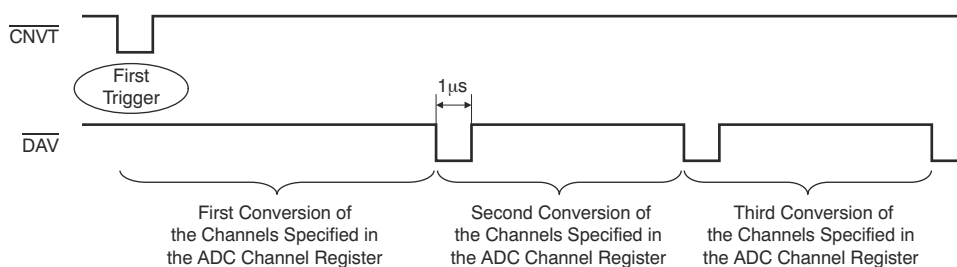 CNVT
First
Trigger
1μs
DAV
First Conversion of
the Channels Specified in
the ADC Channel Register
Second Conversion of
the Channels Specified in
the ADC Channel Register
Third Conversion of
the Channels Specified in
the ADC Channel Register